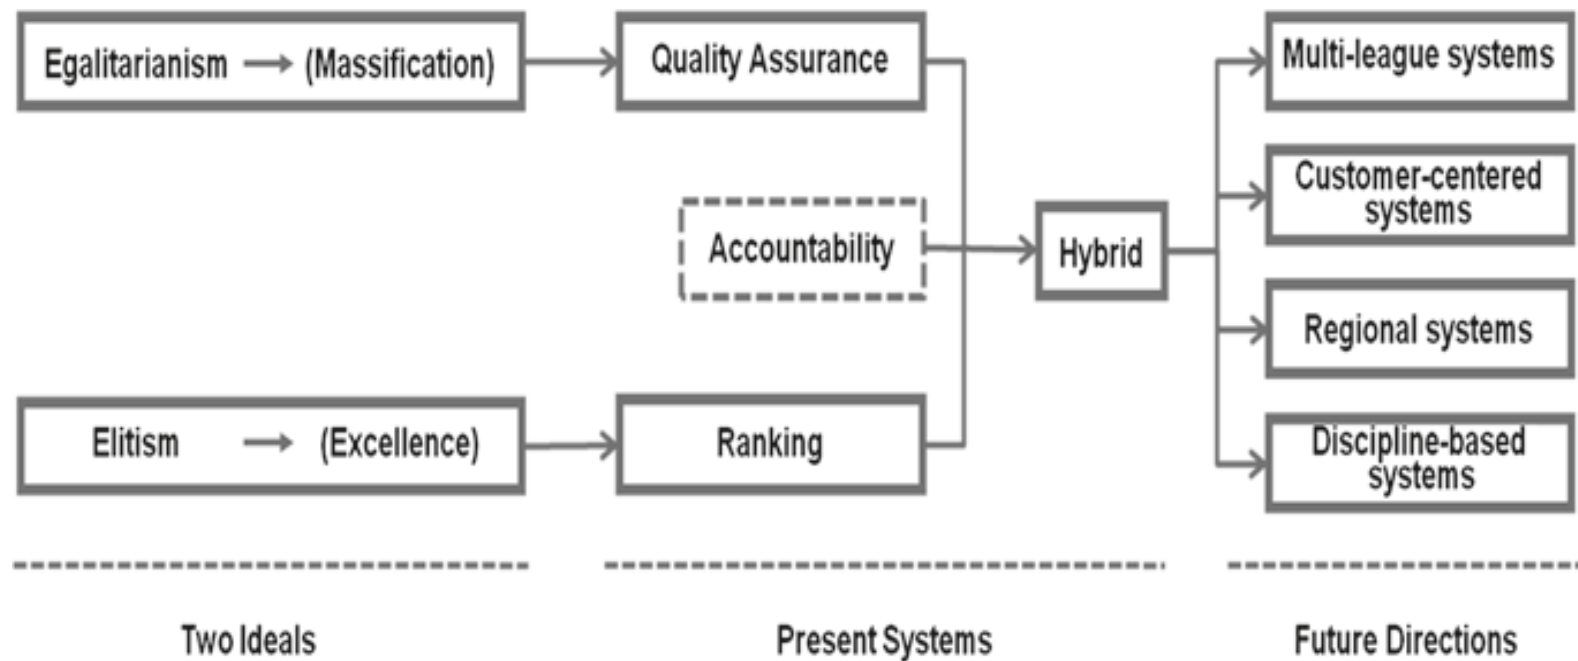 Egalitarianism → (Massification)
Quality Assurance
Multi-league systems
Customer-centered
systems
Accountability
Hybrid
Regional systems
Elitism → (Excellence)
Ranking
Discipline-based
systems
Two Ideals
Present Systems
Future Directions